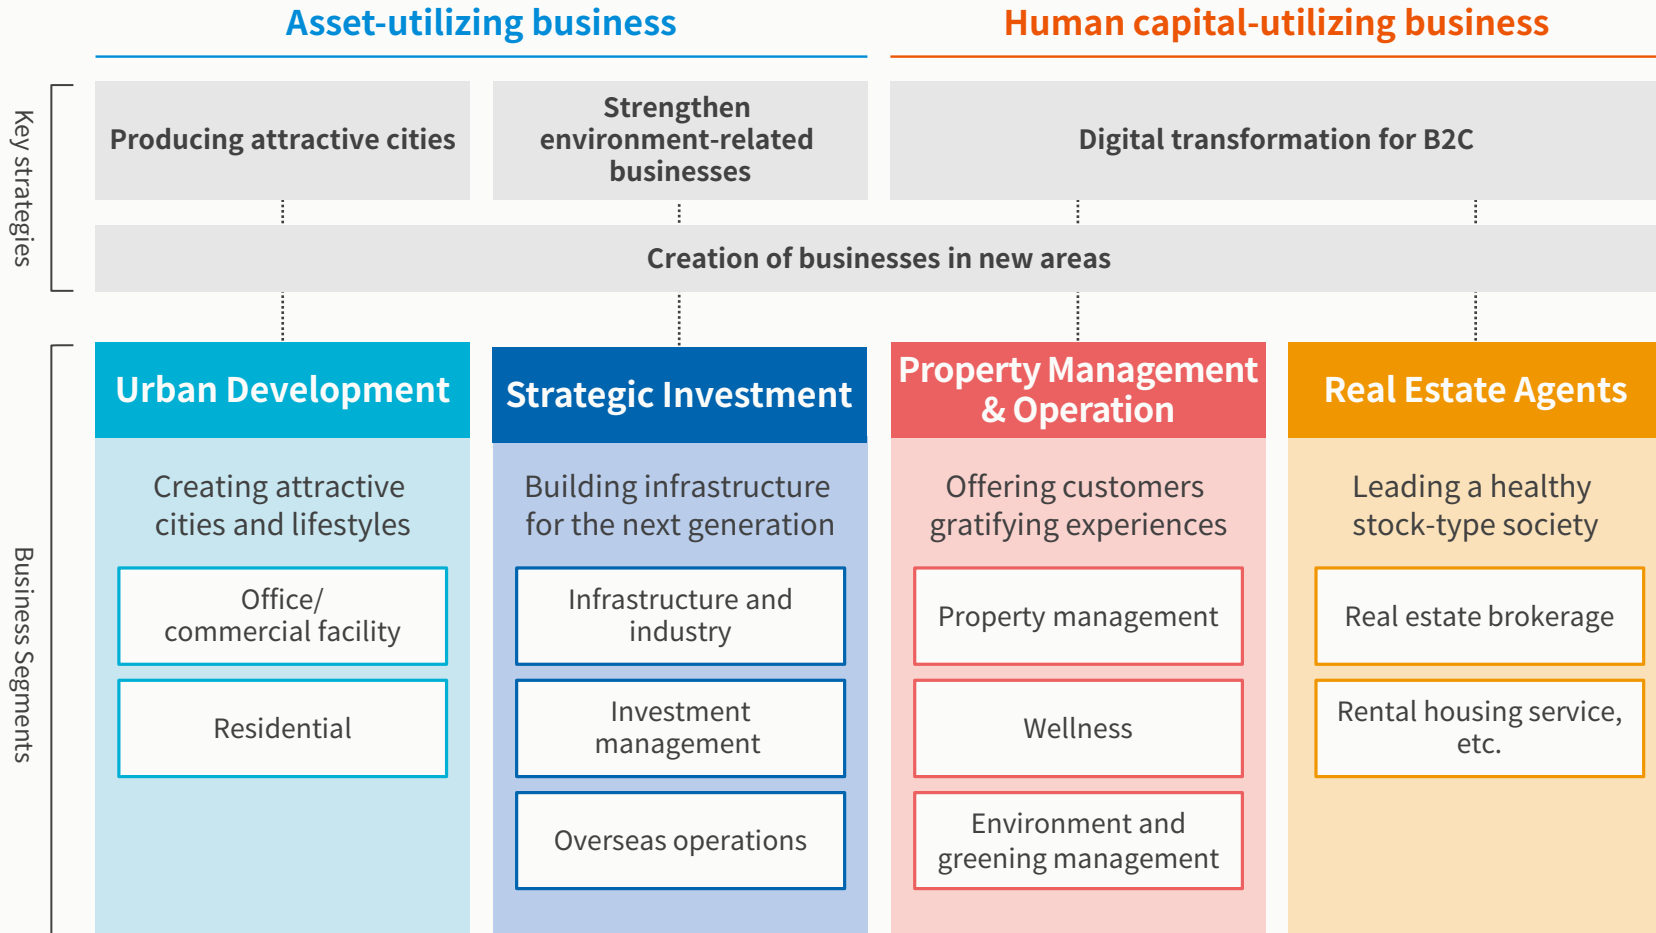 Asset-utilizing business
Human capital-utilizing business
Key strategies
Producing attractive cities
Strengthen
environment-related
businesses
Digital transformation for B2C
Creation of businesses in new areas
Business Segments
Urban Development
Creating attractive
cities and lifestyles
Office/
commercial facility
Residential
Strategic Investment
Building infrastructure
for the next generation
Infrastructure and
industry
Investment
management
Overseas operations
Property Management
& Operation
Offering customers
gratifying experiences
Property management
Wellness
Environment and
greening management
Real Estate Agents
Leading a healthy
stock-type society
Real estate brokerage
Rental housing service,
etc.